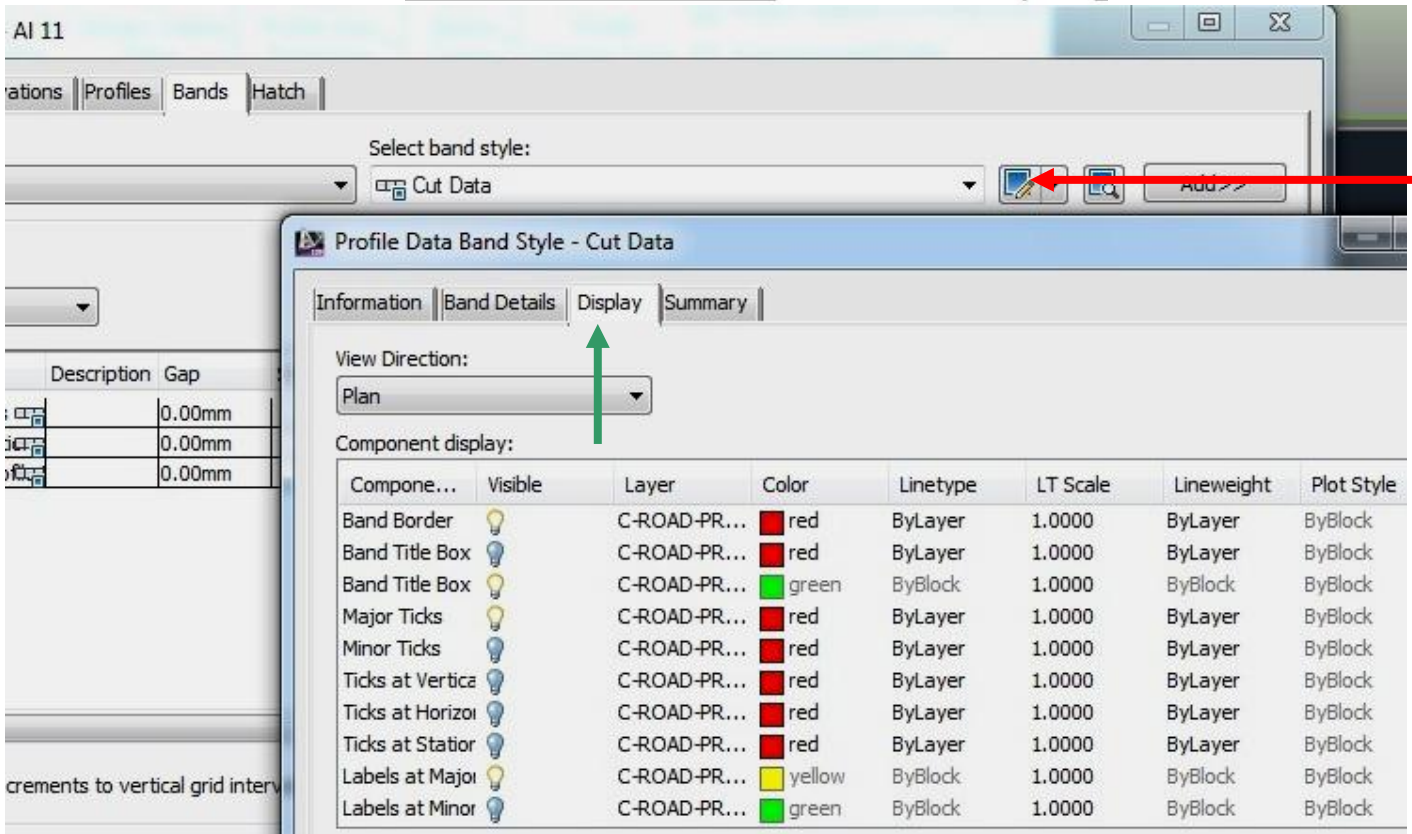 Al 11
ations Profiles Bands Hatch
Select band style:
Cut Data
Add>>
Profile Data Band Style - Cut Data
Information Band Details Display Summary
View Direction:
Plan
Description Gap
0.00mm
0.00mm
0.00mm
Component display:
Compone... Visible Layer Color Linetype LT Scale Lineweight Plot Style
Band Border C-ROAD-PR... red ByLayer 1.0000 ByLayer ByBlock
Band Title Box C-ROAD-PR... red ByLayer 1.0000 ByLayer ByBlock
Band Title Box C-ROAD-PR... green ByBlock 1.0000 ByBlock ByBlock
Major Ticks C-ROAD-PR... red ByLayer 1.0000 ByLayer ByBlock
Minor Ticks C-ROAD-PR... red ByLayer 1.0000 ByLayer ByBlock
Ticks at Vertica C-ROAD-PR... red ByLayer 1.0000 ByLayer ByBlock
Ticks at Horizo C-ROAD-PR... red ByLayer 1.0000 ByLayer ByBlock
Ticks at Station C-ROAD-PR... red ByLayer 1.0000 ByLayer ByBlock
Labels at Major C-ROAD-PR... yellow ByBlock 1.0000 ByBlock ByBlock
Labels at Minor C-ROAD-PR... green ByBlock 1.0000 ByBlock ByBlock
crements to vertical grid interv